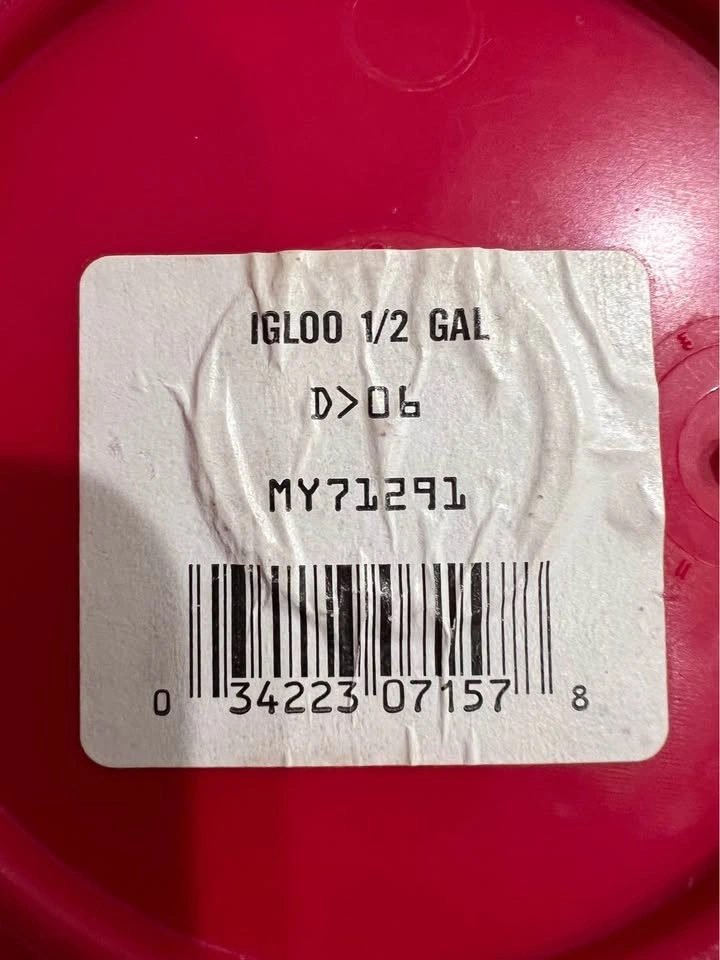 IGLOO 1/2 GAL
D>06
MY71291
0 34223 07157 8